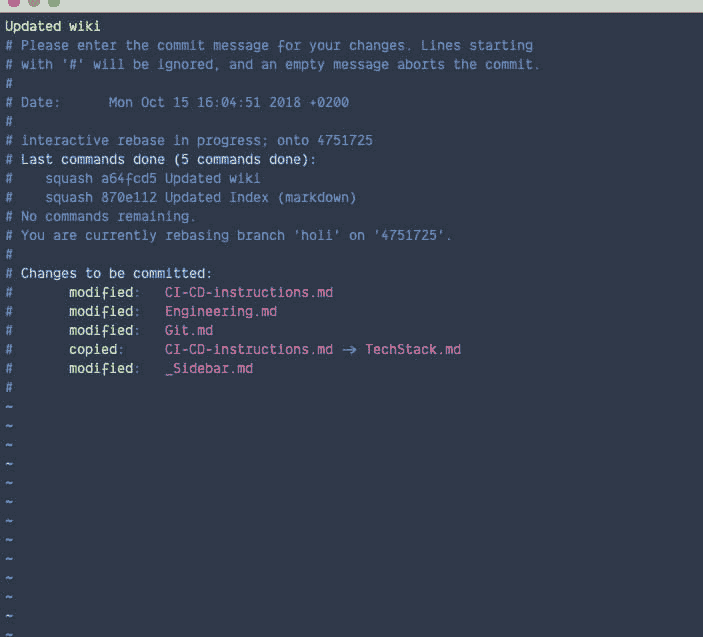 Updated wiki
# Please enter the commit message for your changes. Lines starting
# with '#' will be ignored, and an empty message aborts the commit.
#
# Date:      Mon Oct 15 16:04:51 2018 +0200
#
# interactive rebase in progress; onto 4751725
# Last commands done (5 commands done):
#    squash a64fcd5 Updated wiki
#    squash 870e112 Updated Index (markdown)
# No commands remaining.
# You are currently rebasing branch 'holi' on '4751725'.
#
# Changes to be committed:
#       modified:   CI-CD-instructions.md
#       modified:   Engineering.md
#       modified:   Git.md
#       copied:     CI-CD-instructions.md -> TechStack.md
#       modified:   _Sidebar.md
#
~
~
~
~
~
~
~
~
~
~
~
~
~